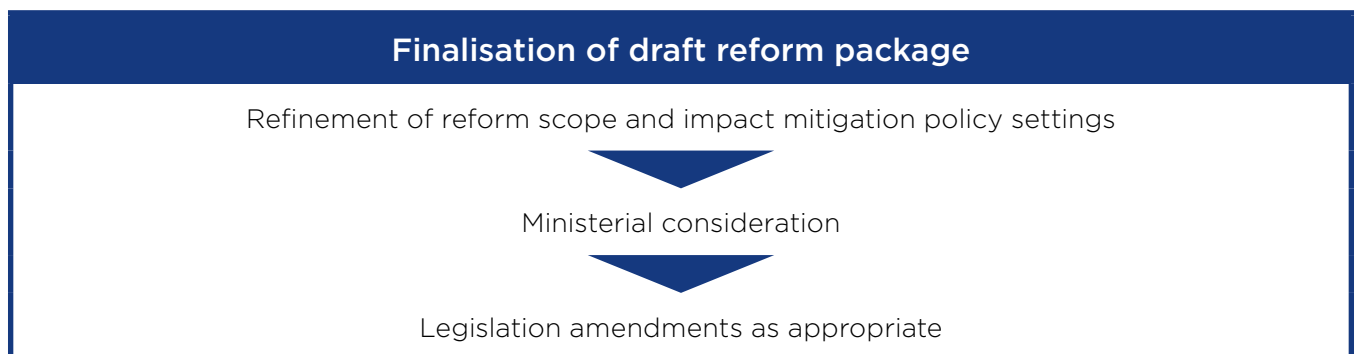 Finalisation of draft reform package
Refinement of reform scope and impact mitigation policy settings
Ministerial consideration
Legislation amendments as appropriate